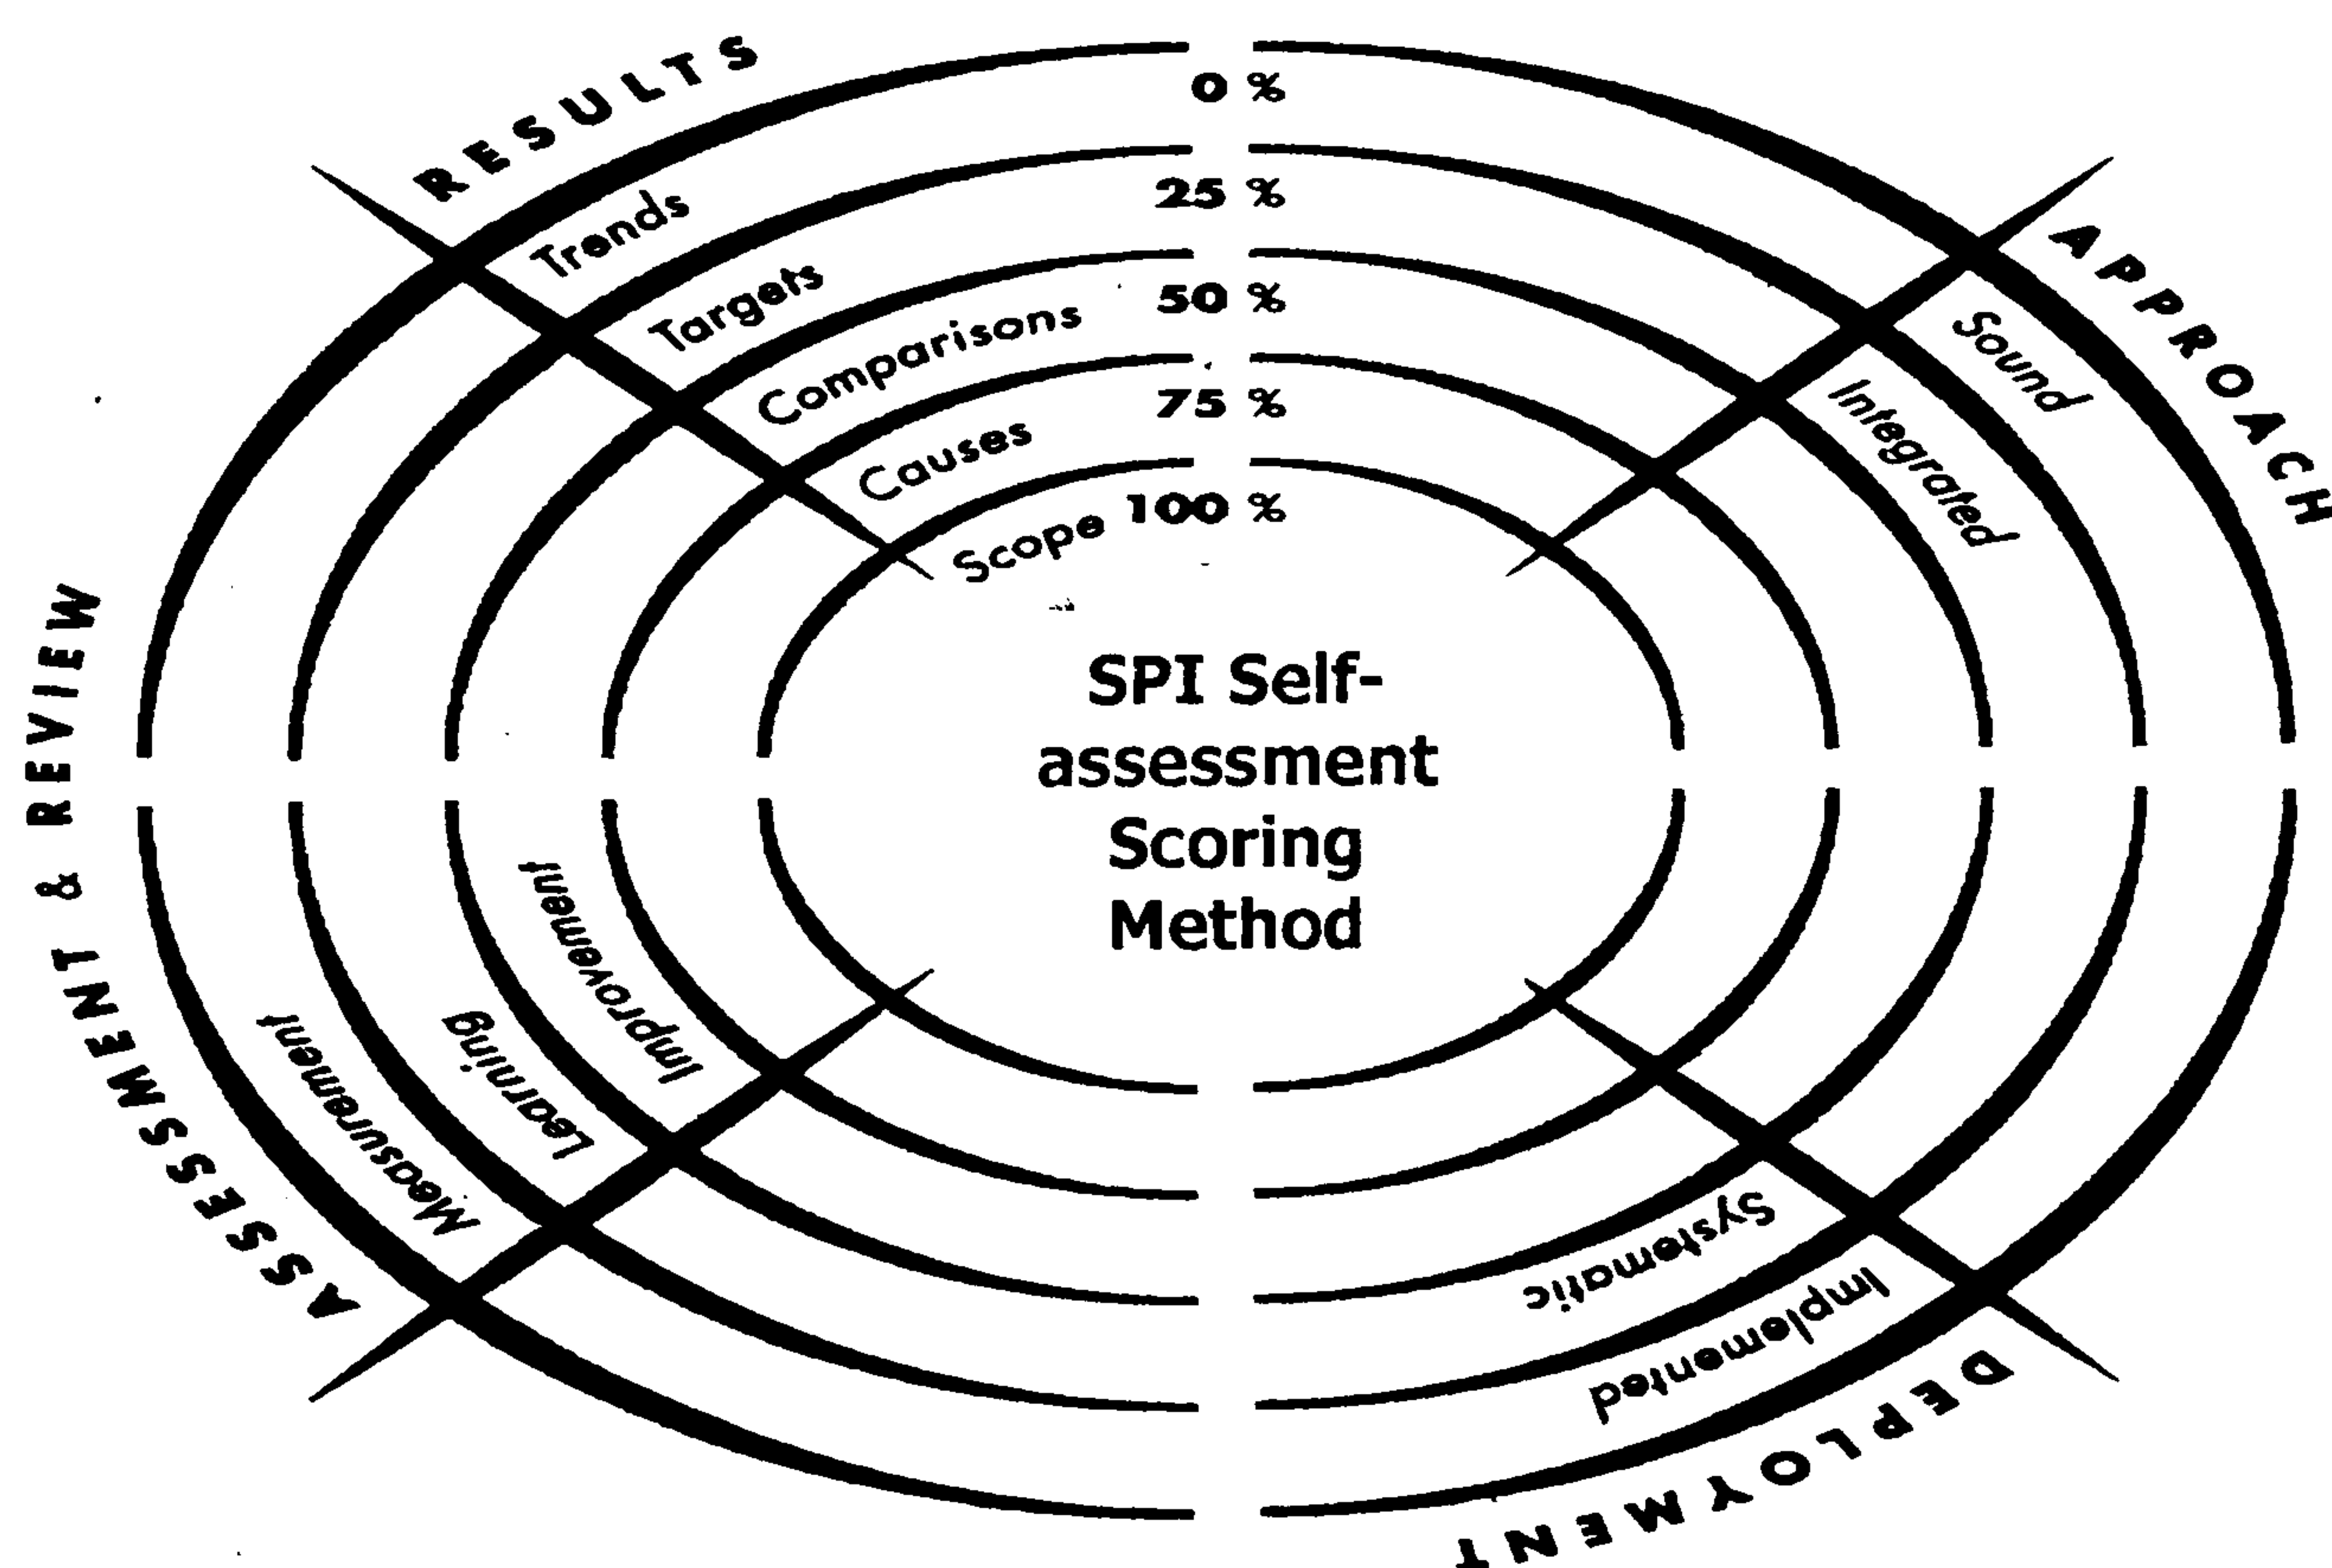 RESULTS
Trends
Targets
Comparisons
Causes
Scope
0 %
25 %
50 %
75 %
100 %
APPROACH
Sound
Integrated
SPI Self-
assessment
Scoring
Method
DEPLOYMENT
Implemented
Systematic
ASSESSMENT & REVIEW
Measurement
Learning
Improvement